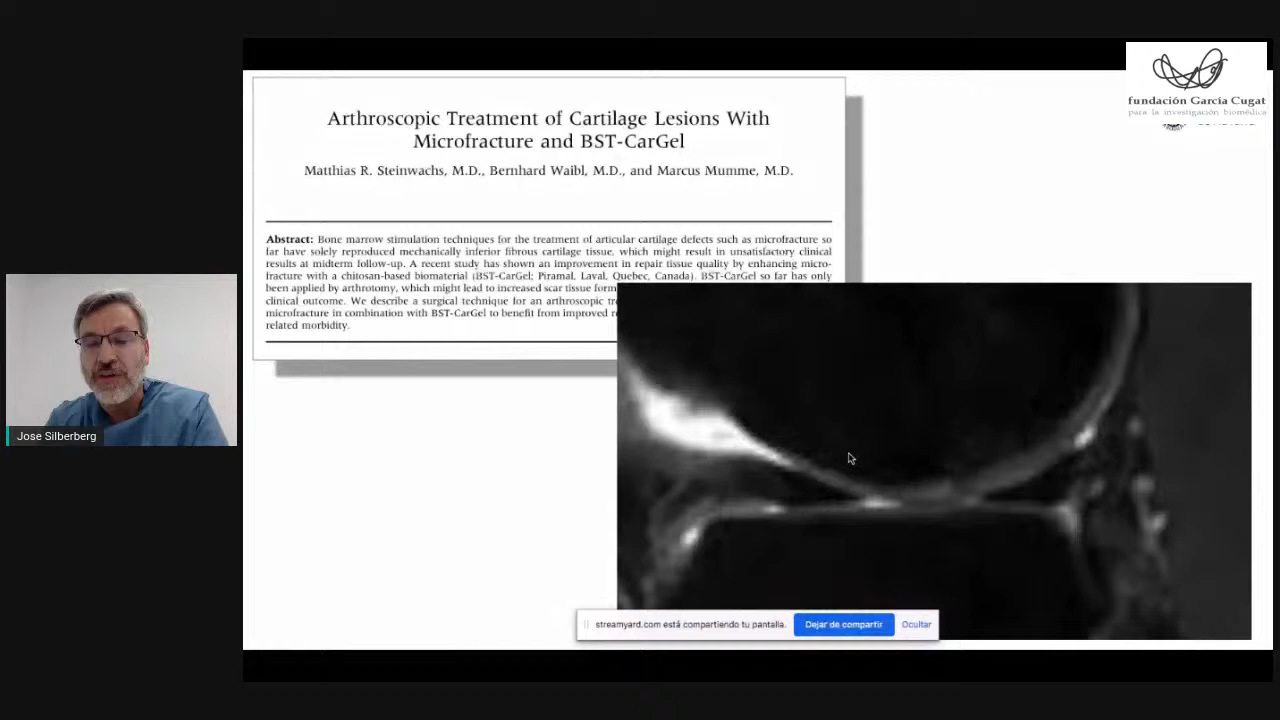 fundación García Cugat
para la investigación biomédica
Arthroscopic Treatment of Cartilage Lesions With
Microfracture and BST-CarGel
Matthias R. Steinwachs, M.D., Bernhard Waibl, M.D., and Marcus Mumme, M.D.
Abstract: Bone marrow stimulation techniques for the treatment of articular cartilage defects such as microfracture so
far have solely reproduced mechanically inferior fibrous cartilage tissue, which might result in unsatisfactory clinical
results at midterm follow-up. A recent study has shown an improvement in repair tissue quality by enhancing micro-
fracture with a chitosan-based biomaterial (BST-CarGel; Piramal, Laval, Quebec, Canada). BST-CarGel so far has only
been applied by arthrotomy, which might lead to increased scar tissue form
clinical outcome. We describe a surgical technique for an arthroscopic tre
microfracture in combination with BST-CarGel to benefit from improved re
related morbidity.
Jose Silberberg
streamyard.com está compartiendo tu pantalla. Dejar de compartir Ocultar